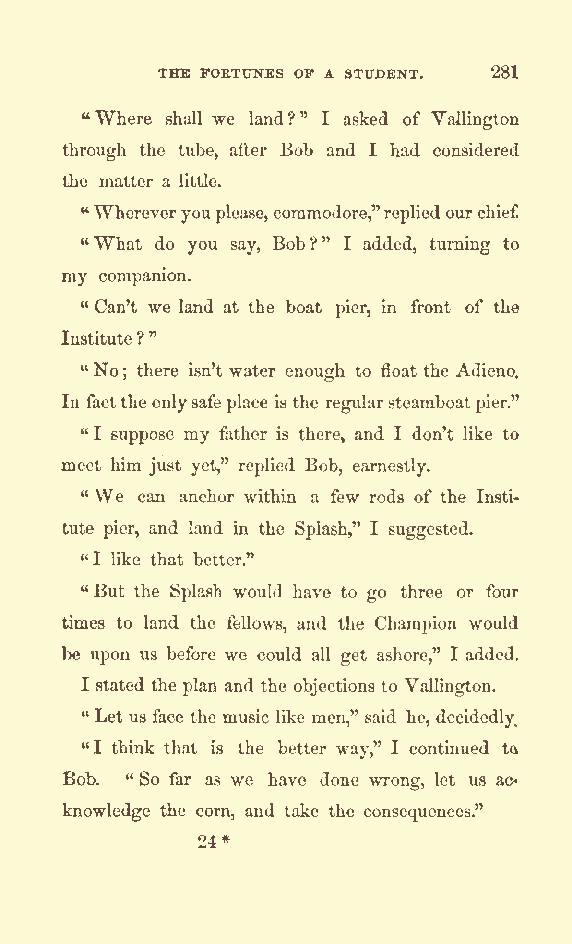 THE FORTUNES OF A STUDENT. 281
“Where shall we land?” I asked of Vallington
through the tube, after Bob and I had considered
the matter a little.
“Wherever you please, commodore,” replied our chief.
“What do you say, Bob?” I added, turning to
my companion.
“Can’t we land at the boat pier, in front of the
Institute?”
“No; there isn’t water enough to float the Adieno.
In fact the only safe place is the regular steamboat pier.”
“I suppose my father is there, and I don’t like to
meet him just yet,” replied Bob, earnestly.
“We can anchor within a few rods of the Insti-
tute pier, and land in the Splash,” I suggested.
“I like that better.”
“But the Splash would have to go three or four
times to land the fellows, and the Champion would
be upon us before we could all get ashore,” I added.
I stated the plan and the objections to Vallington.
“Let us face the music like men,” said he, decidedly.
“I think that is the better way,” I continued to
Bob. “So far as we have done wrong, let us ac-
knowledge the corn, and take the consequences.”
24*